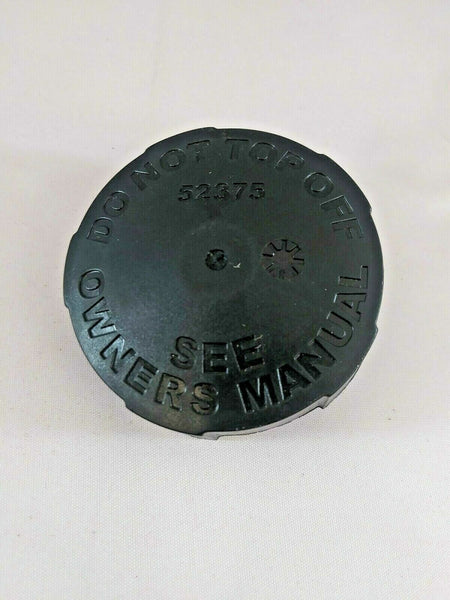 DO NOT TOP OFF
52375
SEE
OWNERS MANUAL